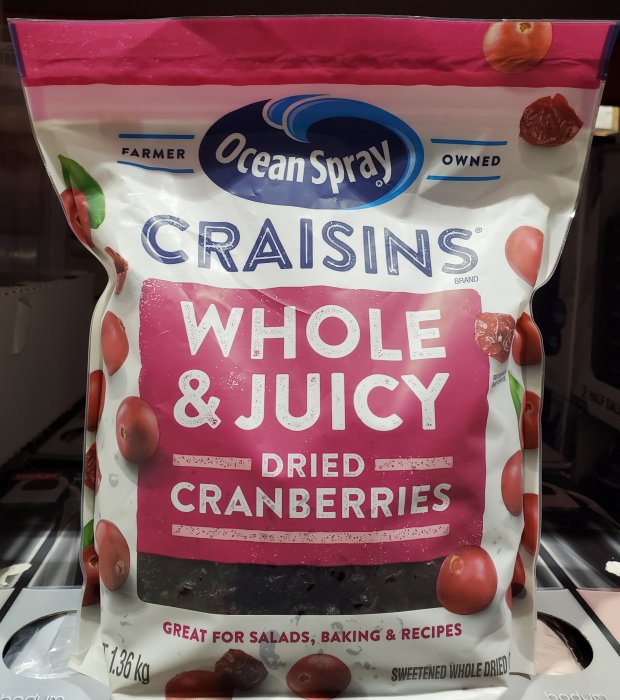 FARMER
Ocean Spray®
OWNED
CRAISINS®
BRAND
WHOLE
& JUICY
DRIED
CRANBERRIES
GREAT FOR SALADS, BAKING & RECIPES
1.36 kg
SWEETENED WHOLE DRIED